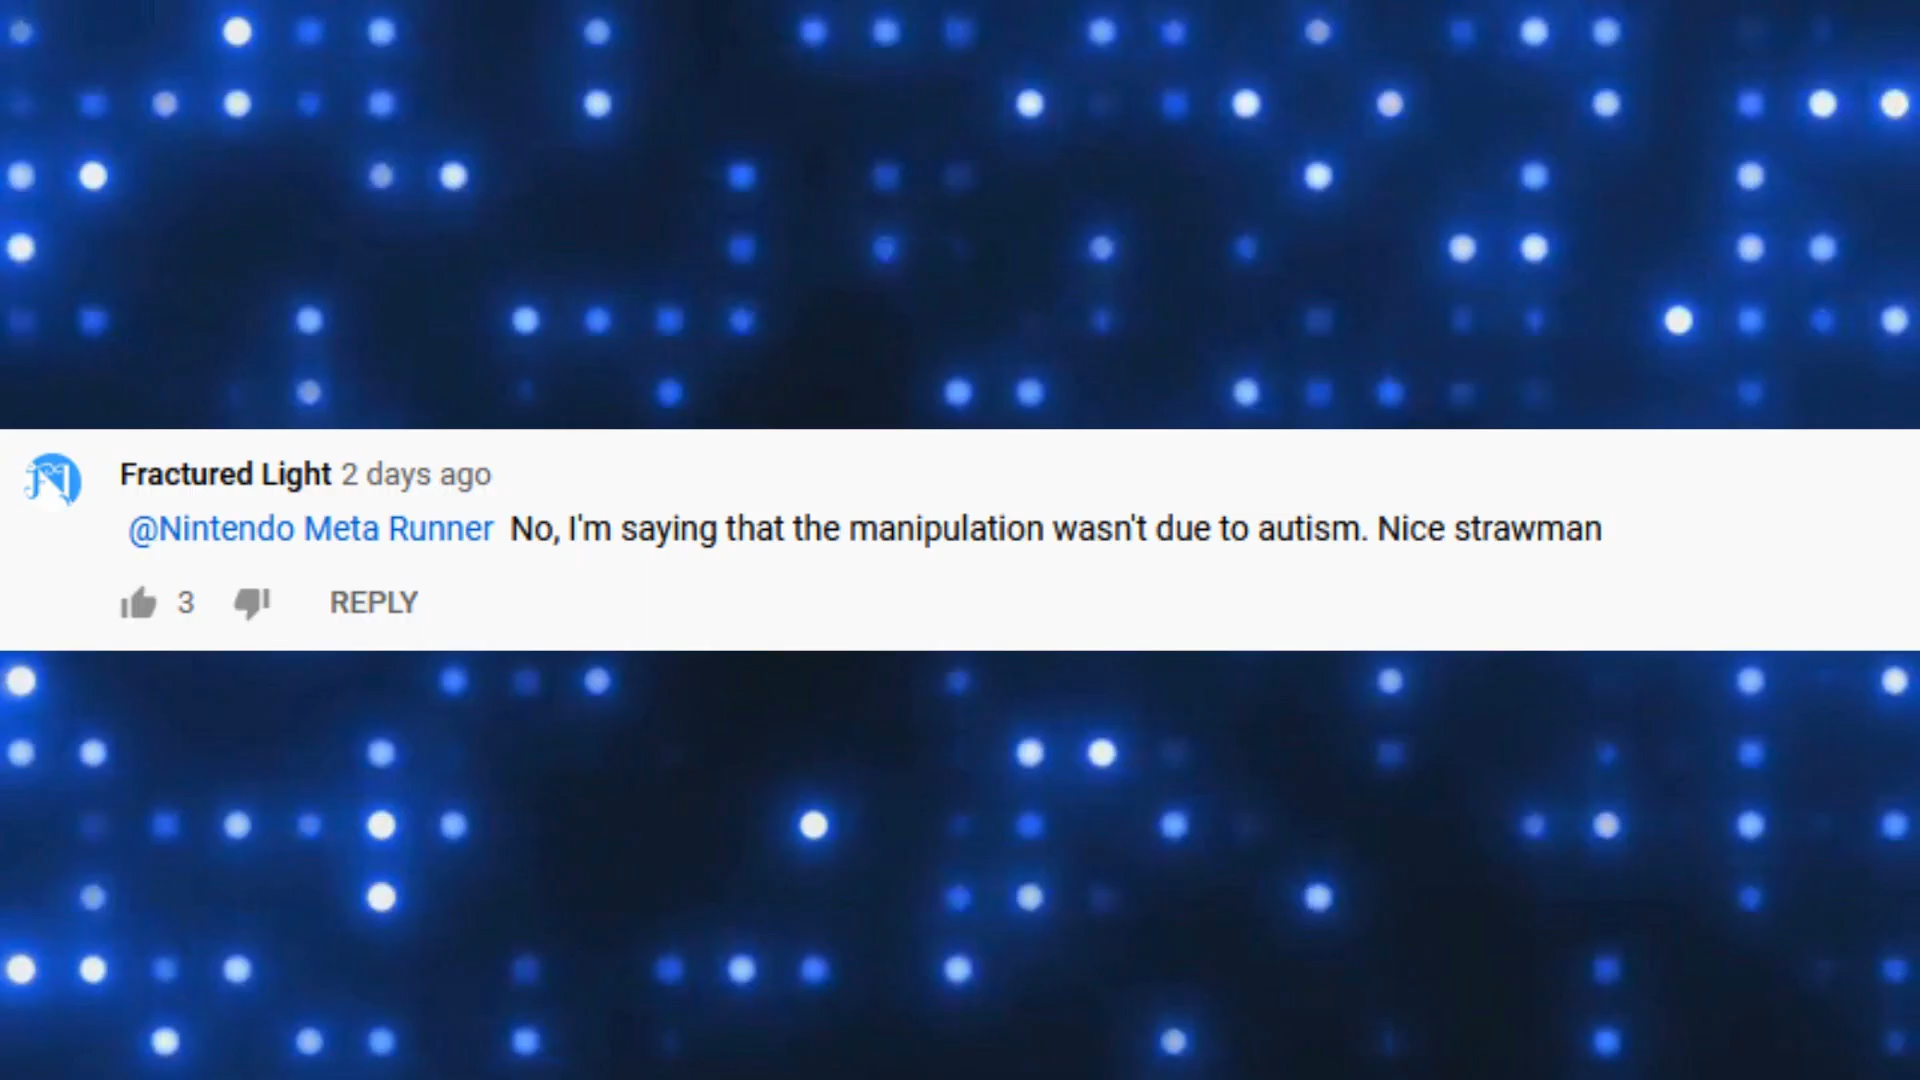 Fractured Light 2 days ago
@Nintendo Meta Runner No, I'm saying that the manipulation wasn't due to autism. Nice strawman
3 REPLY